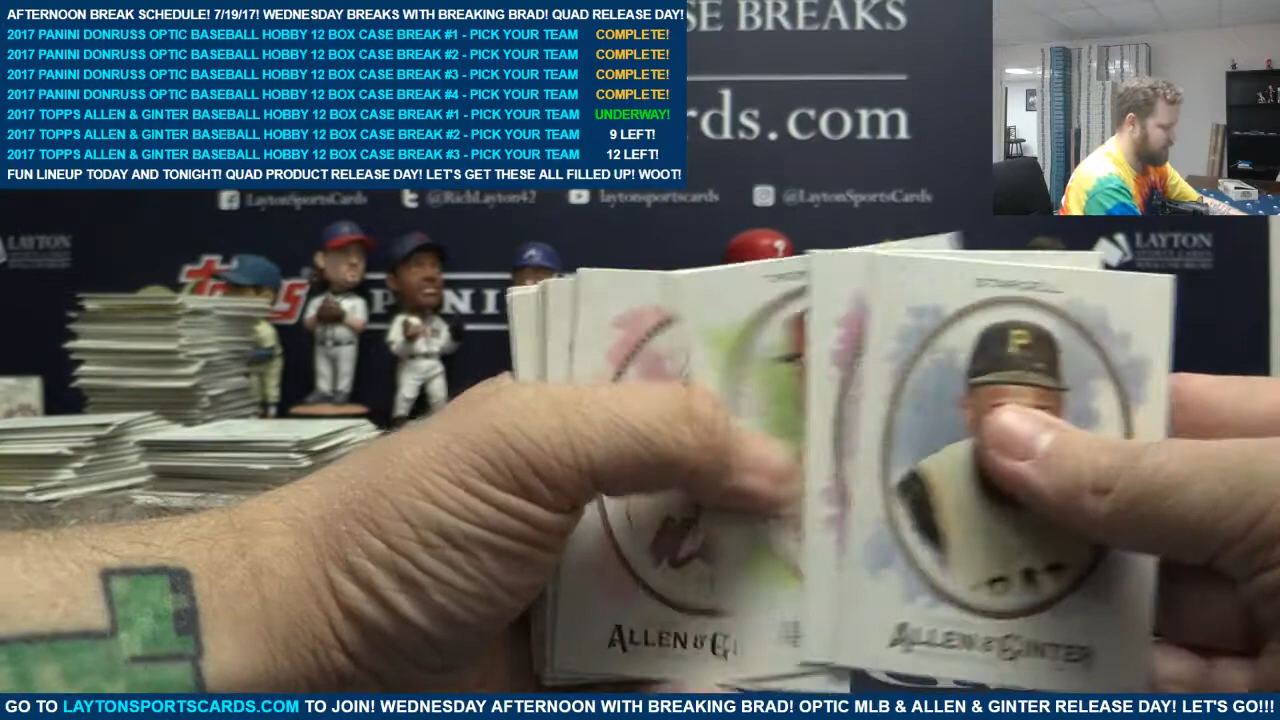 AFTERNOON BREAK SCHEDULE! 7/19/17! WEDNESDAY BREAKS WITH BREAKING BRAD! QUAD RELEASE DAY!
2017 PANINI DONRUSS OPTIC BASEBALL HOBBY 12 BOX CASE BREAK #1 - PICK YOUR TEAM COMPLETE!
2017 PANINI DONRUSS OPTIC BASEBALL HOBBY 12 BOX CASE BREAK #2 - PICK YOUR TEAM COMPLETE!
2017 PANINI DONRUSS OPTIC BASEBALL HOBBY 12 BOX CASE BREAK #3 - PICK YOUR TEAM COMPLETE!
2017 PANINI DONRUSS OPTIC BASEBALL HOBBY 12 BOX CASE BREAK #4 - PICK YOUR TEAM COMPLETE!
2017 TOPPS ALLEN & GINTER BASEBALL HOBBY 12 BOX CASE BREAK #1 - PICK YOUR TEAM UNDERWAY!
2017 TOPPS ALLEN & GINTER BASEBALL HOBBY 12 BOX CASE BREAK #2 - PICK YOUR TEAM 9 LEFT!
2017 TOPPS ALLEN & GINTER BASEBALL HOBBY 12 BOX CASE BREAK #3 - PICK YOUR TEAM 12 LEFT!
FUN LINEUP TODAY AND TONIGHT! QUAD PRODUCT RELEASE DAY! LET'S GET THESE ALL FILLED UP! WOOT!
SE BREAKS
rds.com
LaytonSportsCards @RichLayton42 laytonsportscards @LaytonSportsCards
LAYTON
LAYTON
SPORTS CARDS
topps PANINI
STARGELL
P
ALLEN & GI
ALLEN & GINTER
GO TO LAYTONSPORTSCARDS.COM TO JOIN! WEDNESDAY AFTERNOON WITH BREAKING BRAD! OPTIC MLB & ALLEN & GINTER RELEASE DAY! LET'S GO!!!